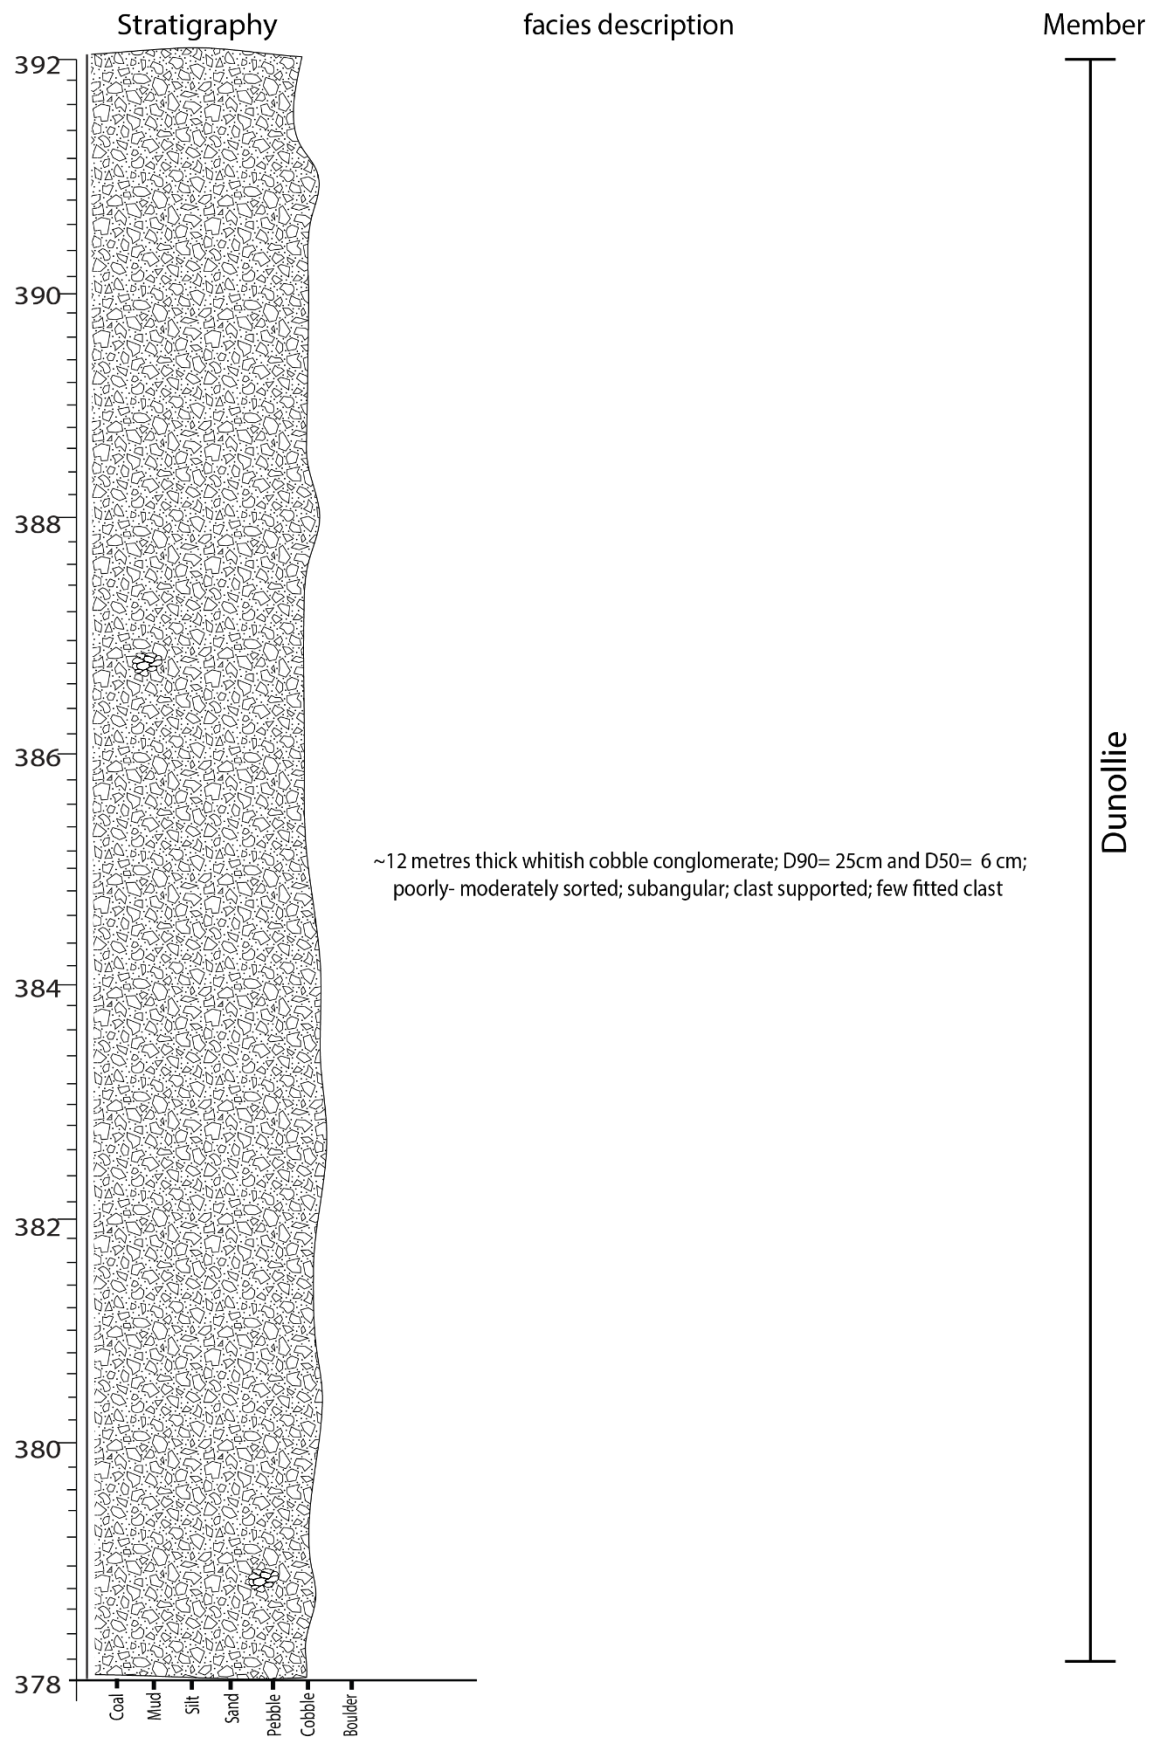 Stratigraphy facies description Member
392
390
388
386
Dunollie
~12 metres thick whitish cobble conglomerate; D90= 25cm and D50= 6 cm;
poorly- moderately sorted; subangular; clast supported; few fitted clast
384
382
380
378
Coal Mud Silt Sand Pebble Cobble Boulder